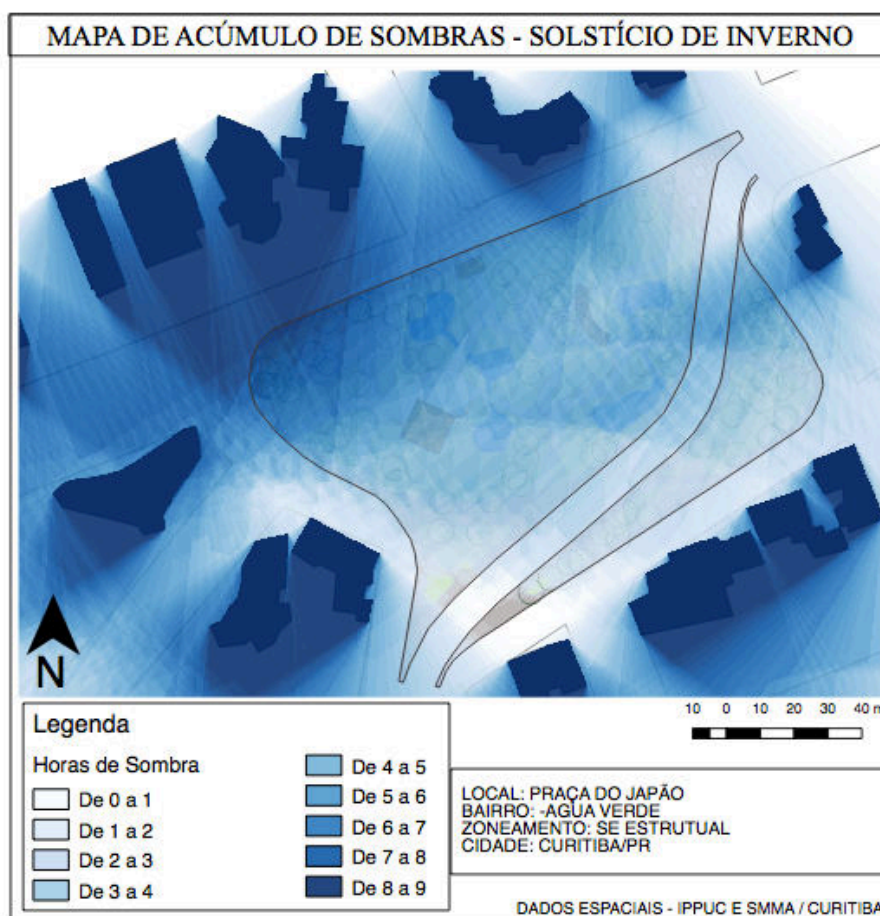 MAPA DE ACÚMULO DE SOMBRAS - SOLSTÍCIO DE INVERNO
N
10 0 10 20 30 40 m
Legenda
Horas de Sombra
De 0 a 1
De 1 a 2
De 2 a 3
De 3 a 4
De 4 a 5
De 5 a 6
De 6 a 7
De 7 a 8
De 8 a 9
LOCAL: PRAÇA DO JAPÃO
BAIRRO: -AGUA VERDE
ZONEAMENTO: SE ESTRUTUAL
CIDADE: CURITIBA/PR
DADOS ESPACIAIS - IPPUC E SMMA / CURITIBA